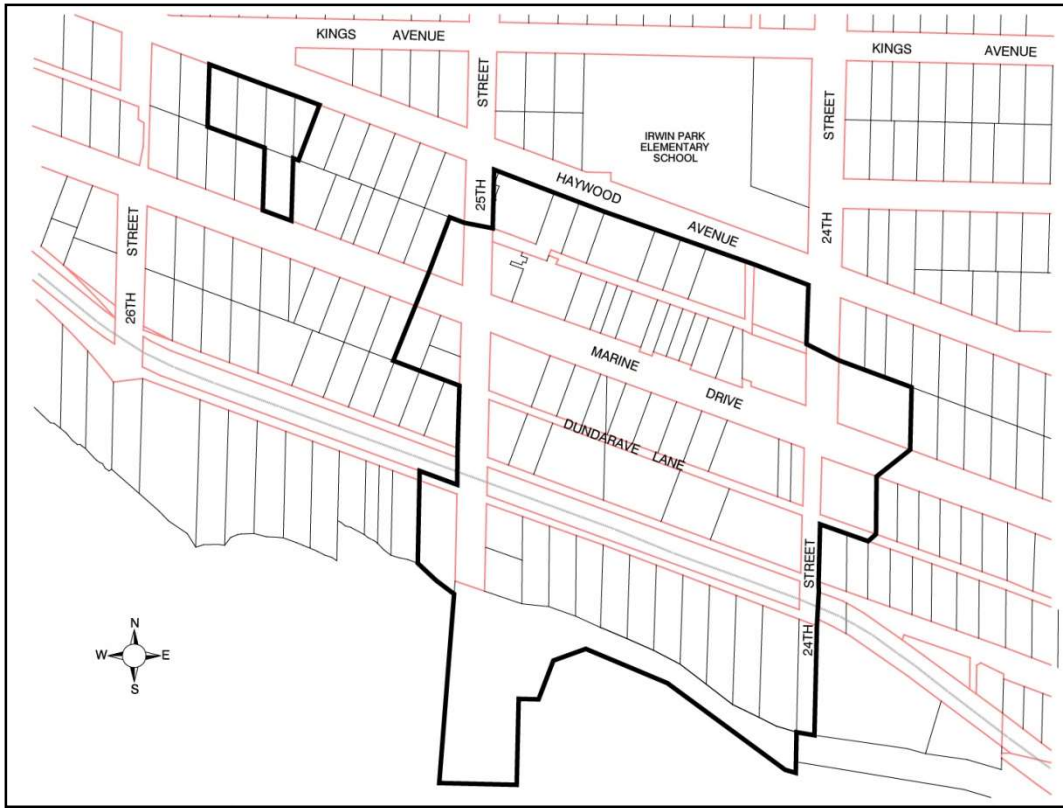 KINGS AVENUE
KINGS AVENUE
STREET
25TH
STREET
24TH
IRWIN PARK
ELEMENTARY
SCHOOL
HAYWOOD AVENUE
STREET
26TH
MARINE DRIVE
DUNDARAVE LANE
STREET
24TH
N
W E
S